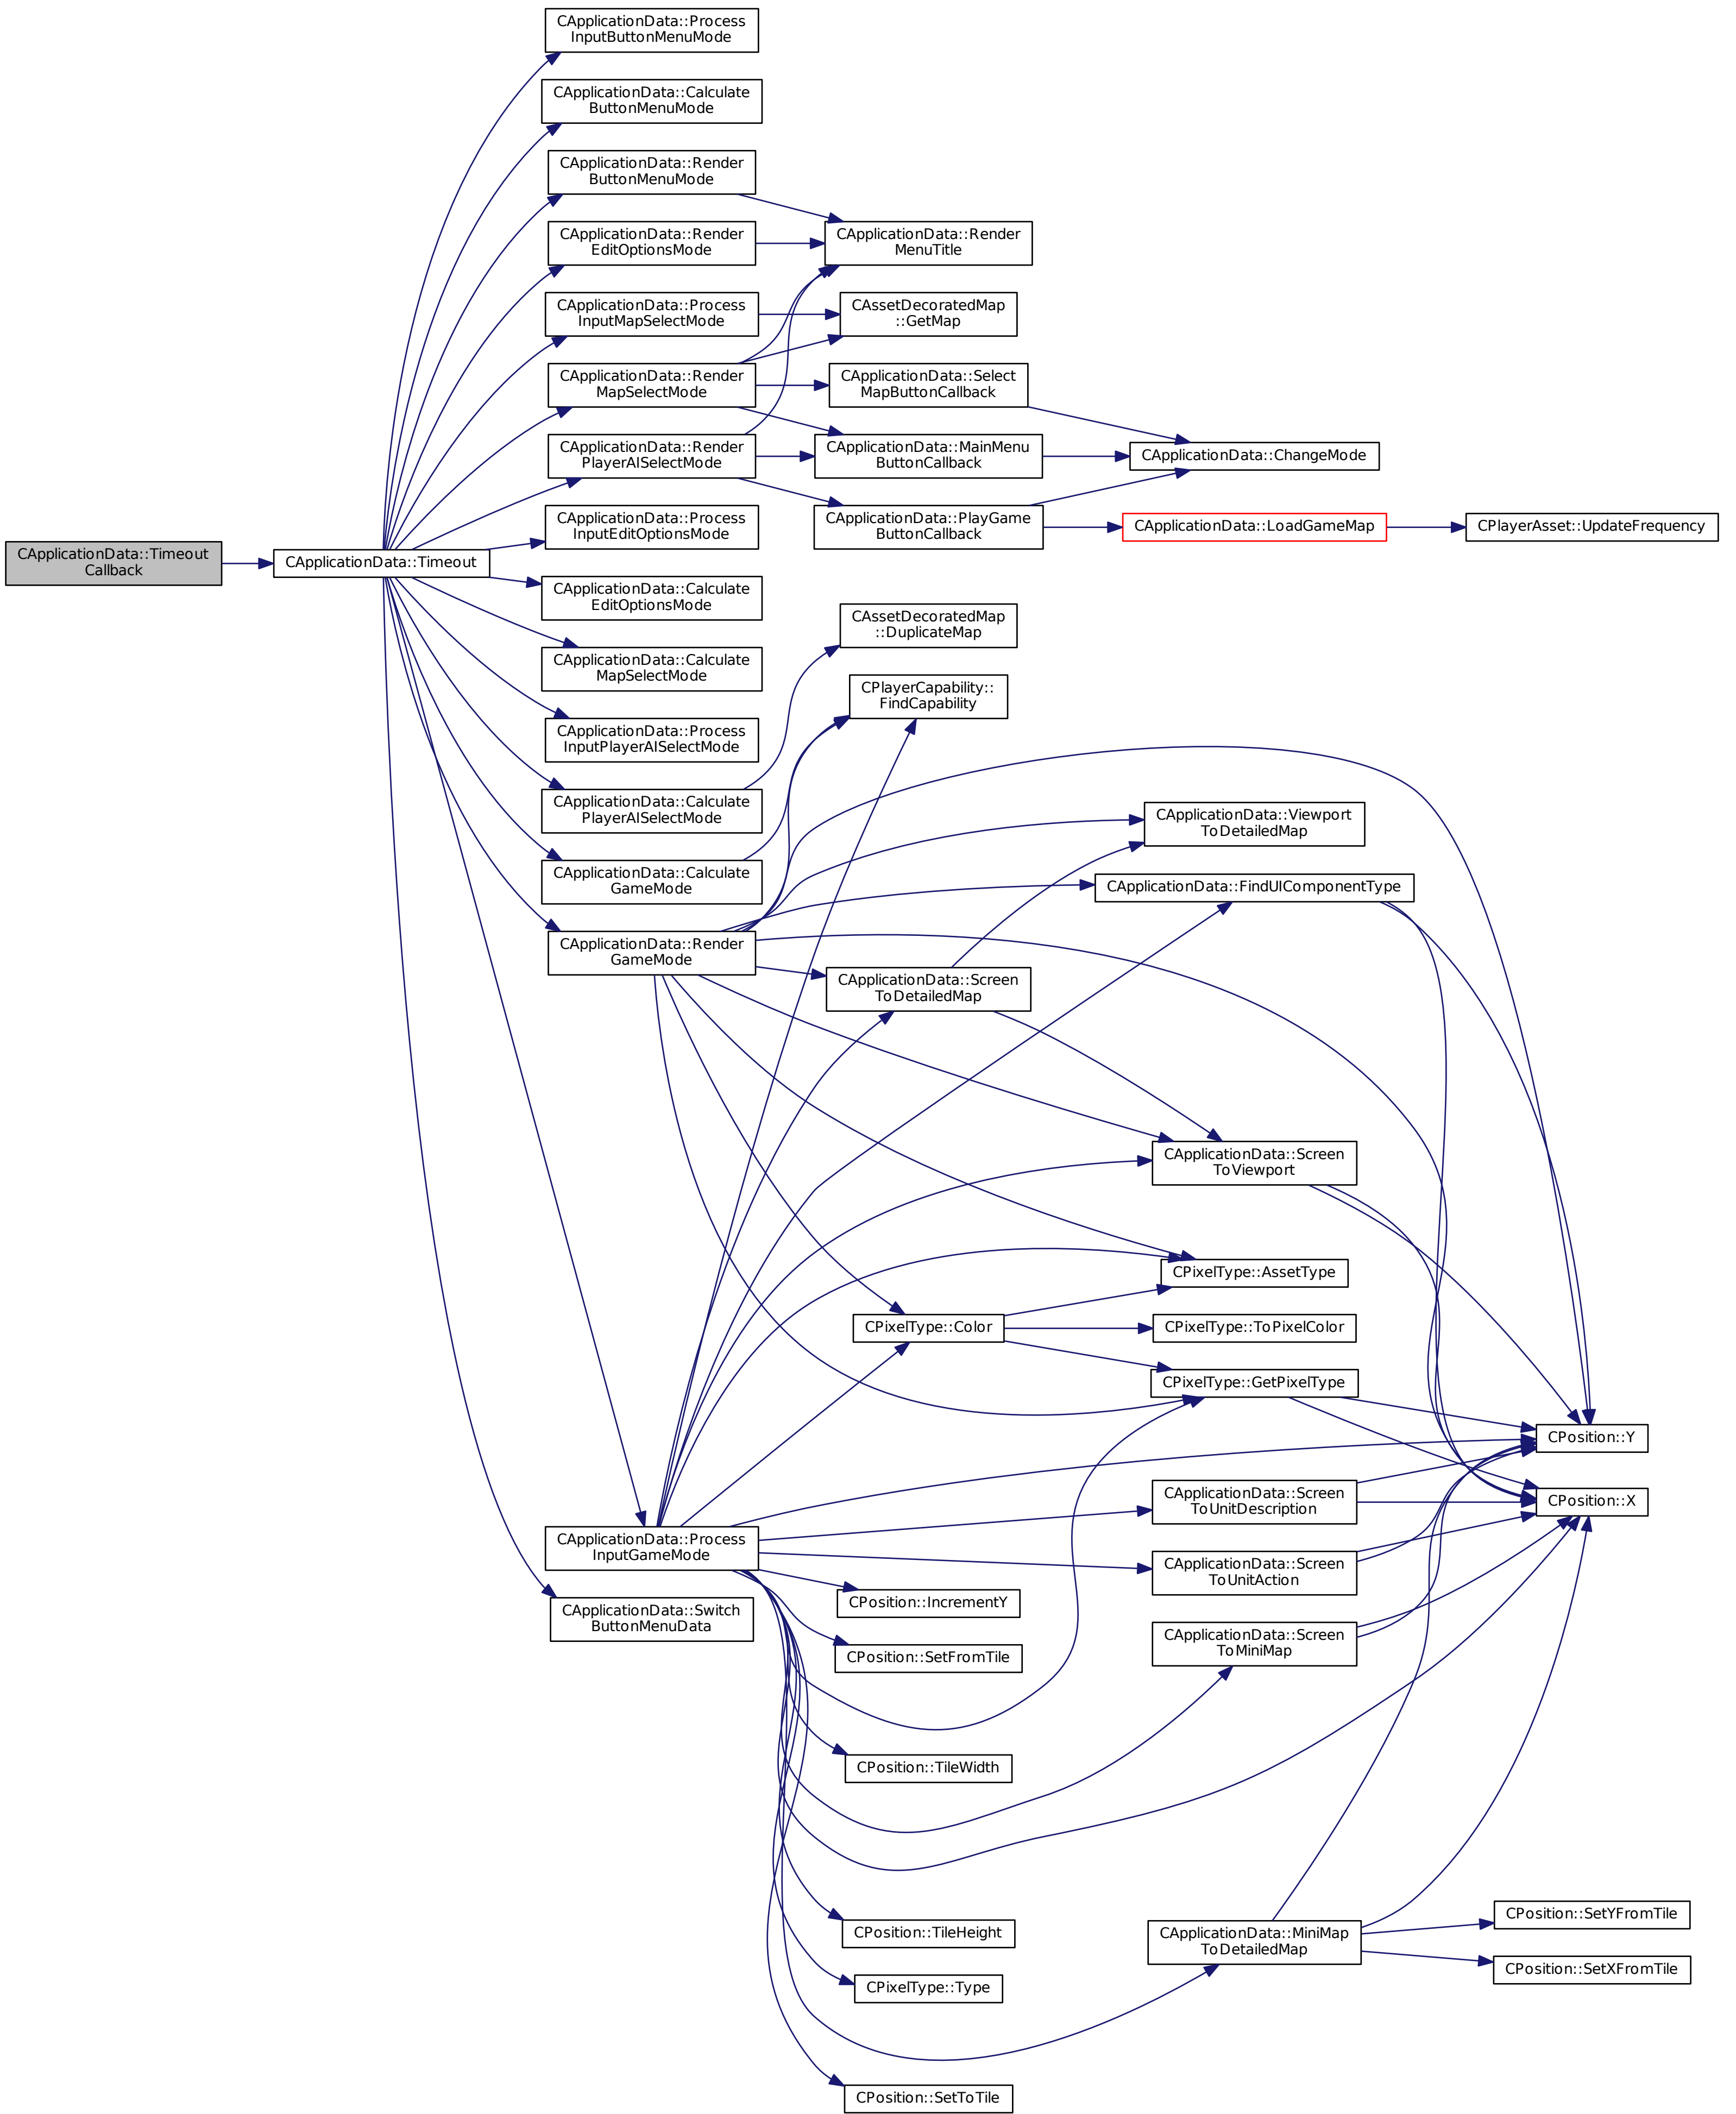 CApplicationData::Process
InputButtonMenuMode
CApplicationData::Calculate
ButtonMenuMode
CApplicationData::Render
ButtonMenuMode
CApplicationData::Render
EditOptionsMode
CApplicationData::Render
MenuTitle
CApplicationData::Process
InputMapSelectMode
CAssetDecoratedMap
::GetMap
CApplicationData::Render
MapSelectMode
CApplicationData::Select
MapButtonCallback
CApplicationData::Render
PlayerAISelectMode
CApplicationData::MainMenu
ButtonCallback
CApplicationData::ChangeMode
CApplicationData::Process
InputEditOptionsMode
CApplicationData::PlayGame
ButtonCallback
CApplicationData::LoadGameMap
CPlayerAsset::UpdateFrequency
CApplicationData::Timeout
Callback
CApplicationData::Timeout
CApplicationData::Calculate
EditOptionsMode
CAssetDecoratedMap
::DuplicateMap
CApplicationData::Calculate
MapSelectMode
CPlayerCapability::
FindCapability
CApplicationData::Process
InputPlayerAISelectMode
CApplicationData::Calculate
PlayerAISelectMode
CApplicationData::Viewport
ToDetailedMap
CApplicationData::Calculate
GameMode
CApplicationData::FindUIComponentType
CApplicationData::Render
GameMode
CApplicationData::Screen
ToDetailedMap
CApplicationData::Screen
ToViewport
CPixelType::AssetType
CPixelType::Color
CPixelType::ToPixelColor
CPixelType::GetPixelType
CPosition::Y
CApplicationData::Screen
ToUnitDescription
CPosition::X
CApplicationData::Process
InputGameMode
CApplicationData::Screen
ToUnitAction
CPosition::IncrementY
CApplicationData::Switch
ButtonMenuData
CApplicationData::Screen
ToMiniMap
CPosition::SetFromTile
CPosition::TileWidth
CPosition::TileHeight
CApplicationData::MiniMap
ToDetailedMap
CPosition::SetYFromTile
CPosition::SetXFromTile
CPixelType::Type
CPosition::SetToTile